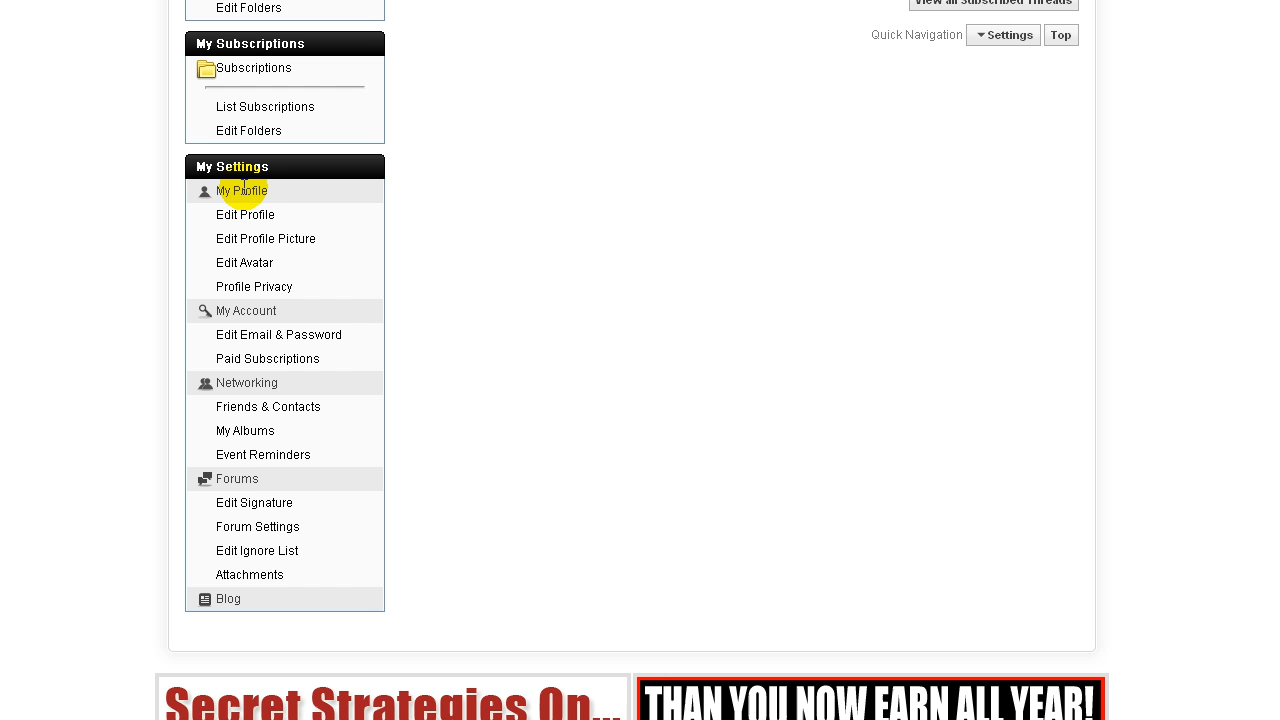 Edit Folders
View all Subscribed Threads
Quick Navigation Settings Top
My Subscriptions
Subscriptions
List Subscriptions
Edit Folders
My Settings
My Profile
Edit Profile
Edit Profile Picture
Edit Avatar
Profile Privacy
My Account
Edit Email & Password
Paid Subscriptions
Networking
Friends & Contacts
My Albums
Event Reminders
Forums
Edit Signature
Forum Settings
Edit Ignore List
Attachments
Blog
Secret Strategies On...
THAN YOU NOW EARN ALL YEAR!